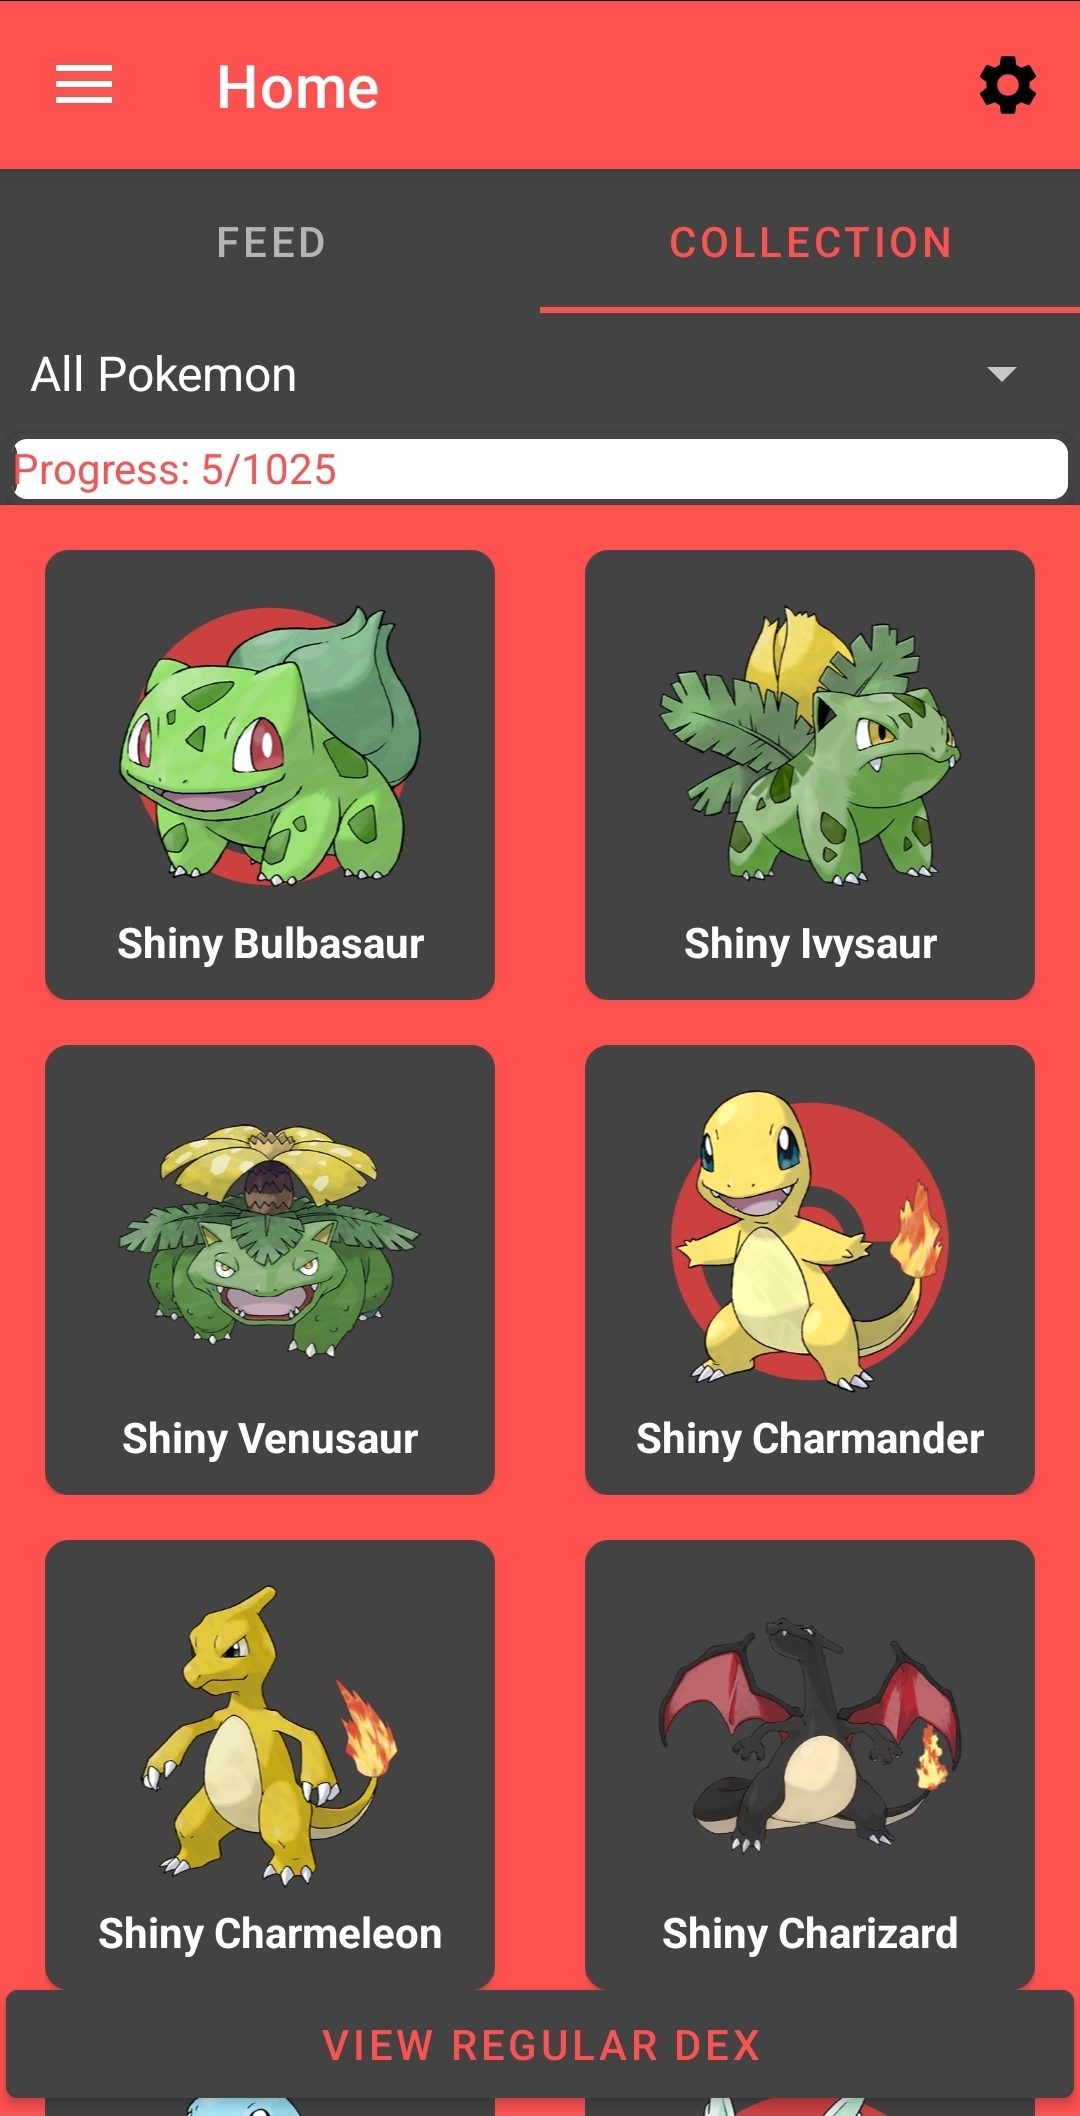 Home
FEED
COLLECTION
All Pokemon
Progress: 5/1025
Shiny Bulbasaur
Shiny Ivysaur
Shiny Venusaur
Shiny Charmander
Shiny Charmeleon
Shiny Charizard
VIEW REGULAR DEX